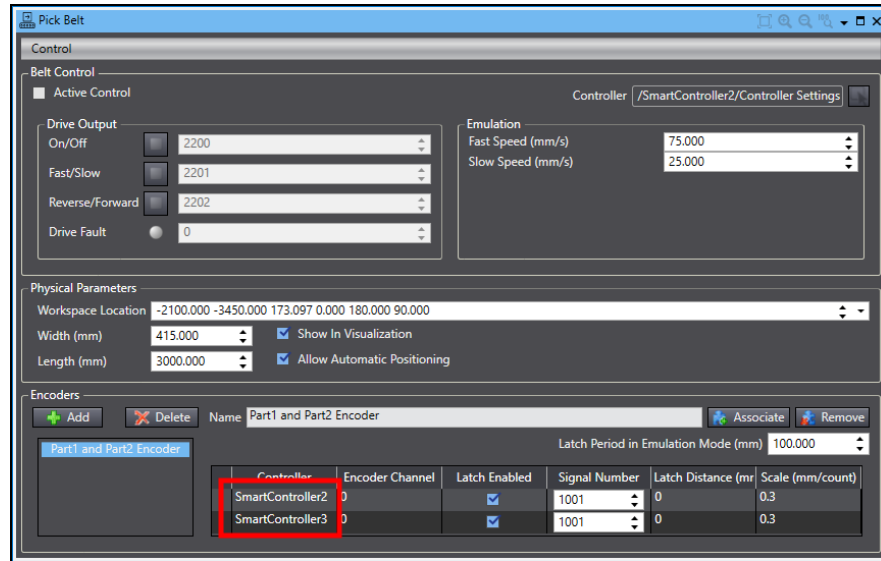 Pick Belt
Control
Belt Control
Active Control
Controller /SmartController2/Controller Settings
Drive Output
On/Off 2200
Fast/Slow 2201
Reverse/Forward 2202
Drive Fault 0
Emulation
Fast Speed (mm/s) 75.000
Slow Speed (mm/s) 25.000
Physical Parameters
Workspace Location -2100.000 -3450.000 173.097 0.000 180.000 90.000
Width (mm) 415.000 Show In Visualization
Length (mm) 3000.000 Allow Automatic Positioning
Encoders
Add Delete Name Part1 and Part2 Encoder Associate Remove
Part1 and Part2 Encoder
Latch Period in Emulation Mode (mm) 100.000
Controller Encoder Channel Latch Enabled Signal Number Latch Distance (mr Scale (mm/count)
SmartController2 0 1001 0 0.3
SmartController3 0 1001 0 0.3